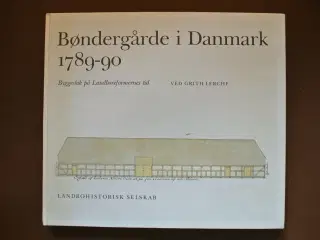 Bøndergårde i Danmark
1789-90
Byggeskik på Landboreformernes tid
VED GRITH LERCHE
LANDBOHISTORISK SELSKAB